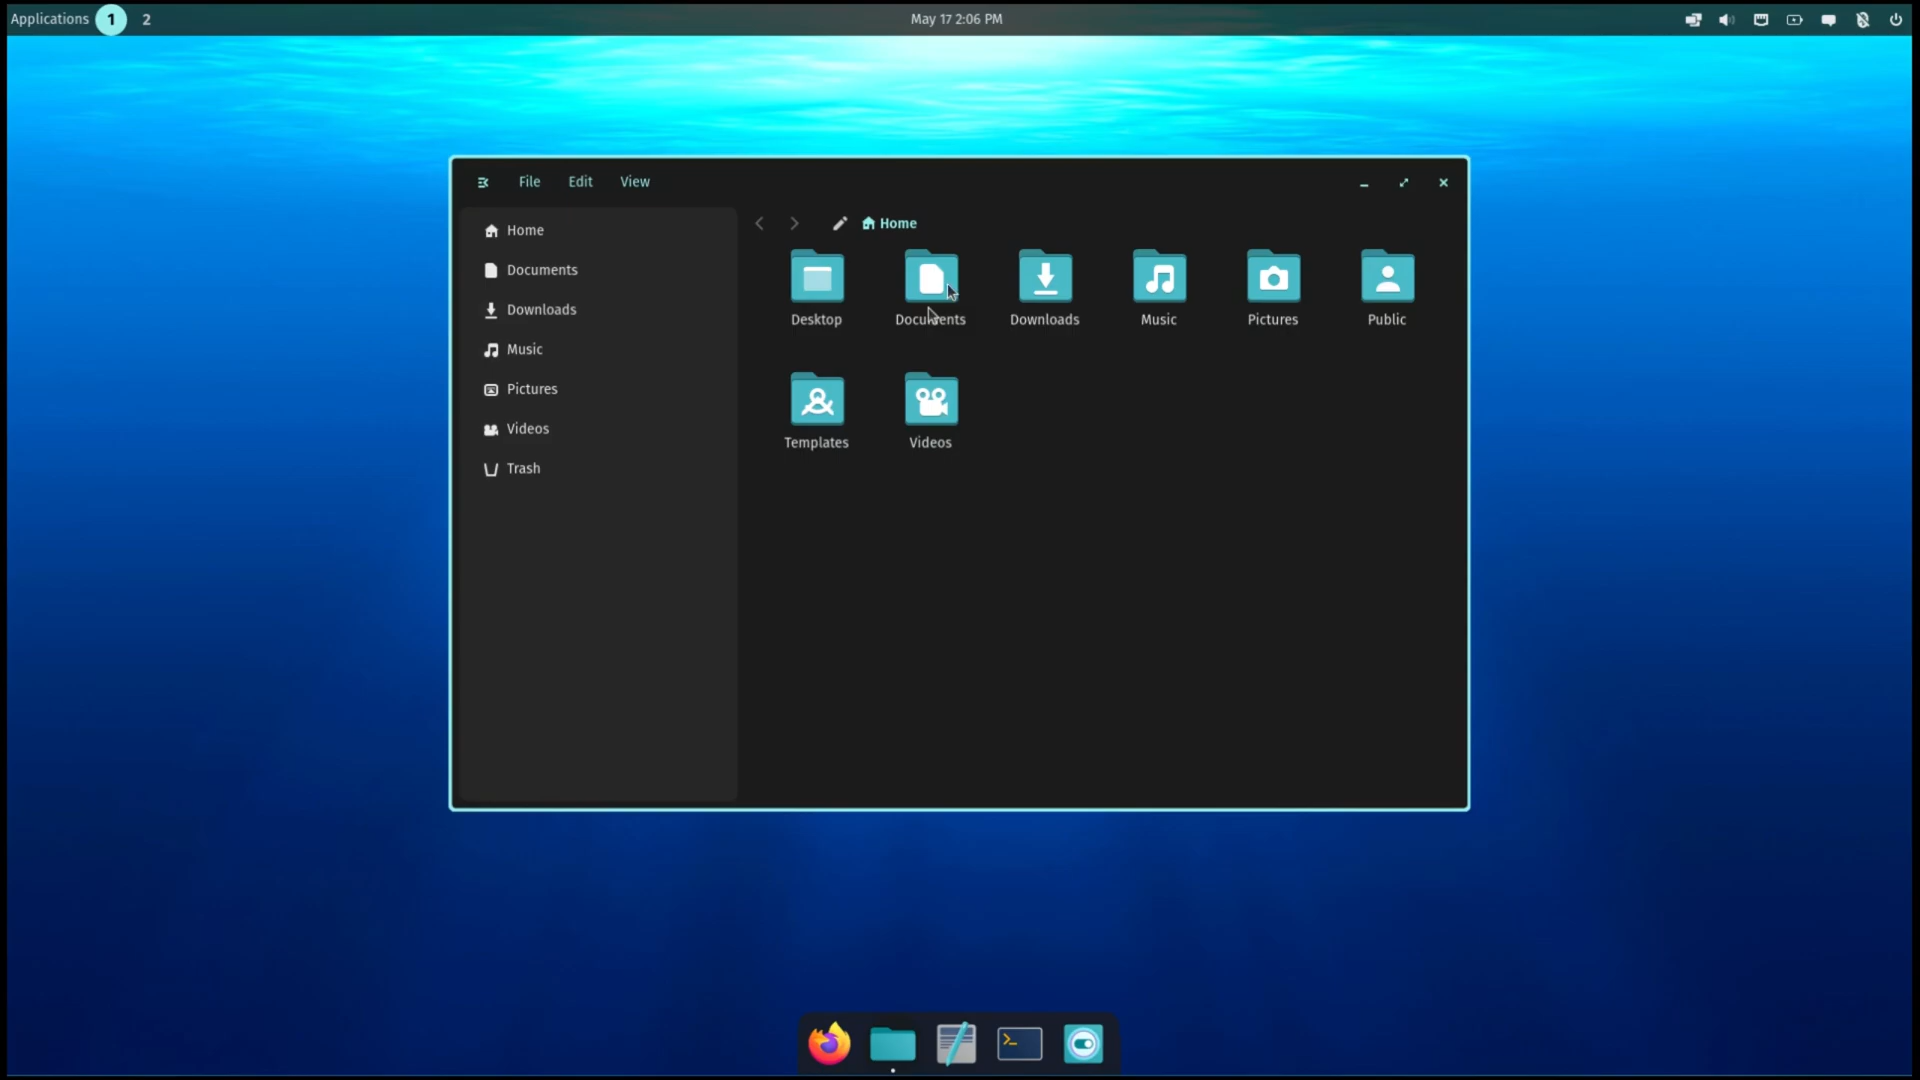 Applications 1 2 May 17 2:06 PM
File Edit View
Home
Documents
Downloads
Music
Pictures
Videos
Trash
Home
Desktop Documents Downloads Music Pictures Public
Templates Videos